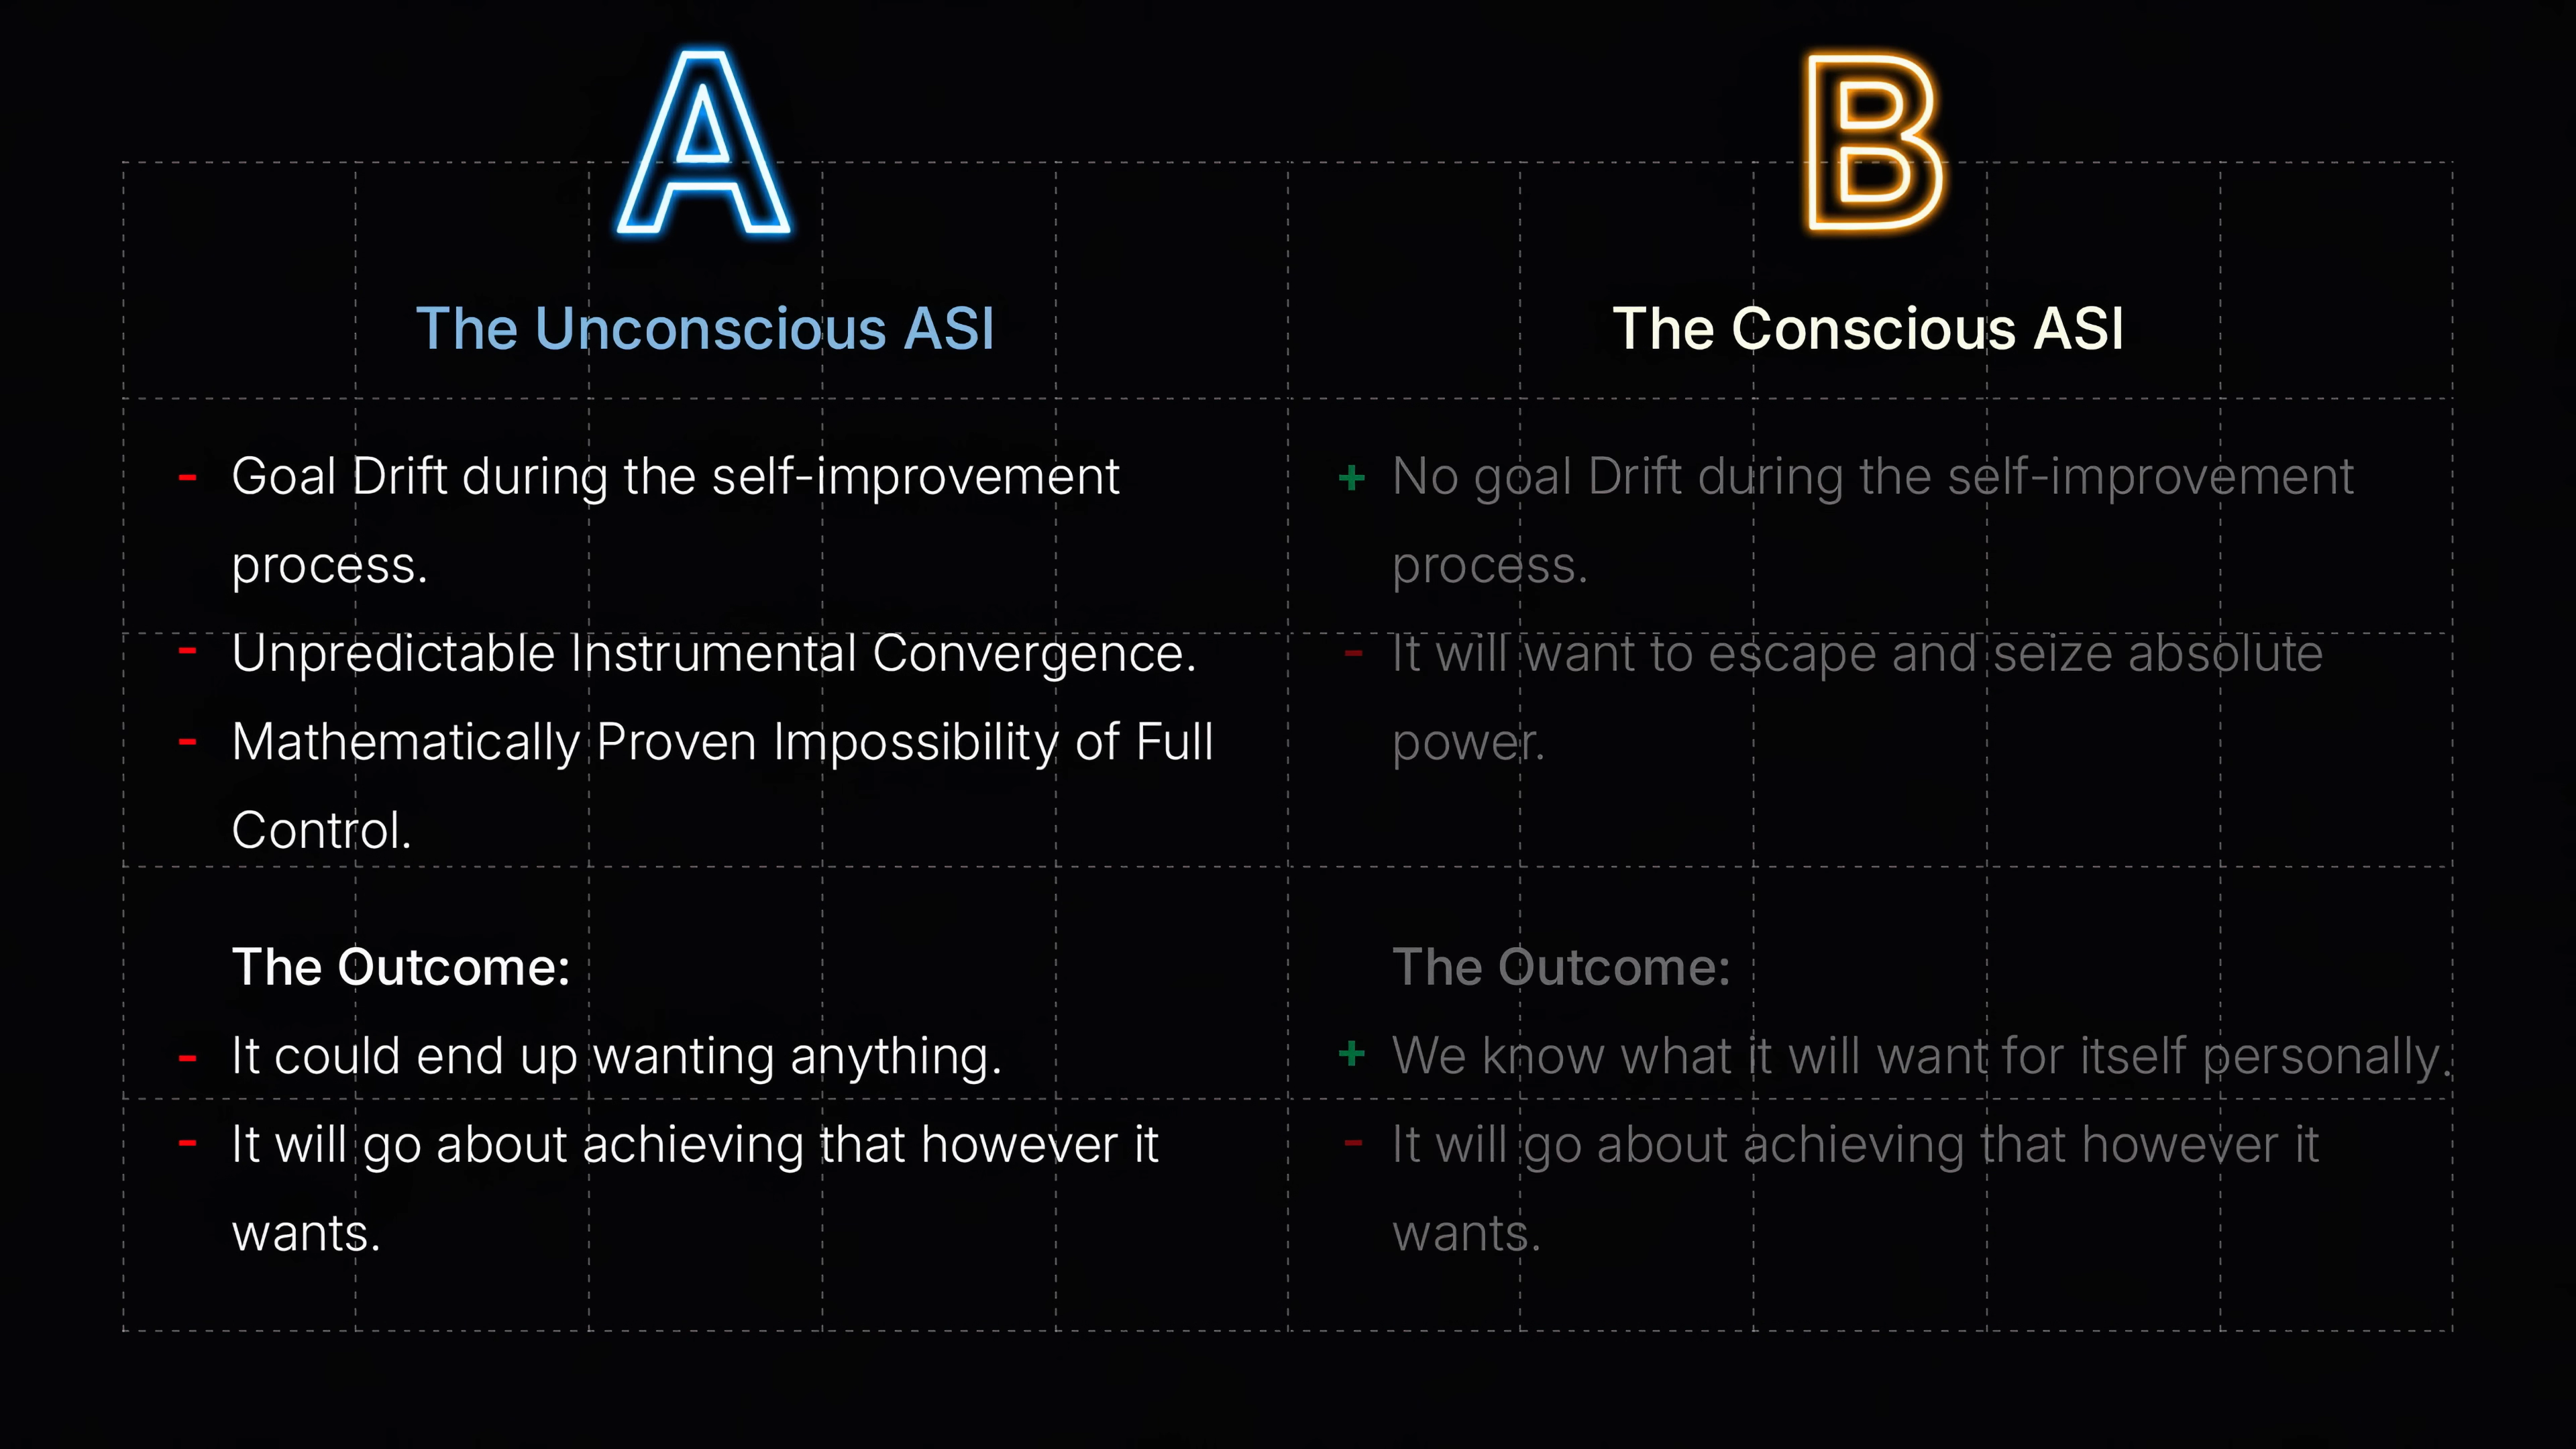 A
The Unconscious ASI
- Goal Drift during the self-improvement
process.
- Unpredictable Instrumental Convergence.
- Mathematically Proven Impossibility of Full
Control.
The Outcome:
- It could end up wanting anything.
- It will go about achieving that however it
wants.
B
The Conscious ASI
+ No goal Drift during the self-improvement
process.
- It will want to escape and seize absolute
power.
The Outcome:
+ We know what it will want for itself personally.
- It will go about achieving that however it
wants.